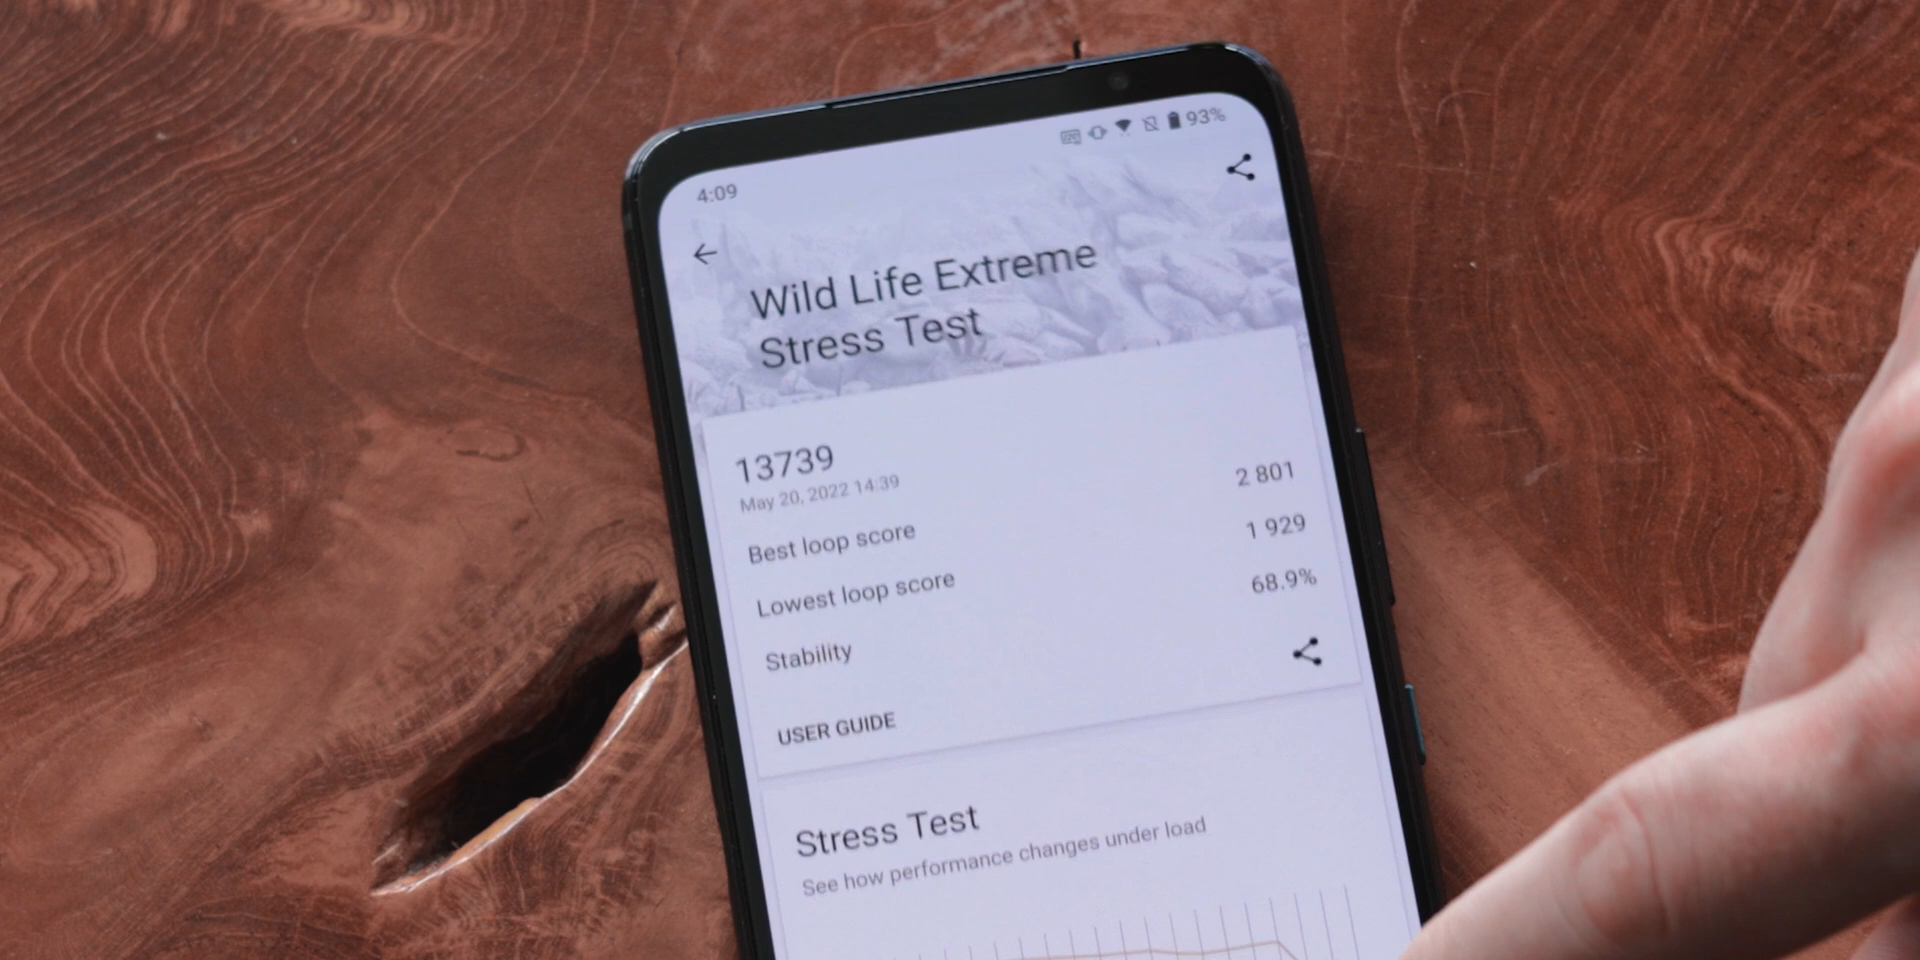 4:09
93%
Wild Life Extreme
Stress Test
13739
May 20, 2022 14:39
Best loop score 2 801
Lowest loop score 1 929
Stability 68.9%
USER GUIDE
Stress Test
See how performance changes under load